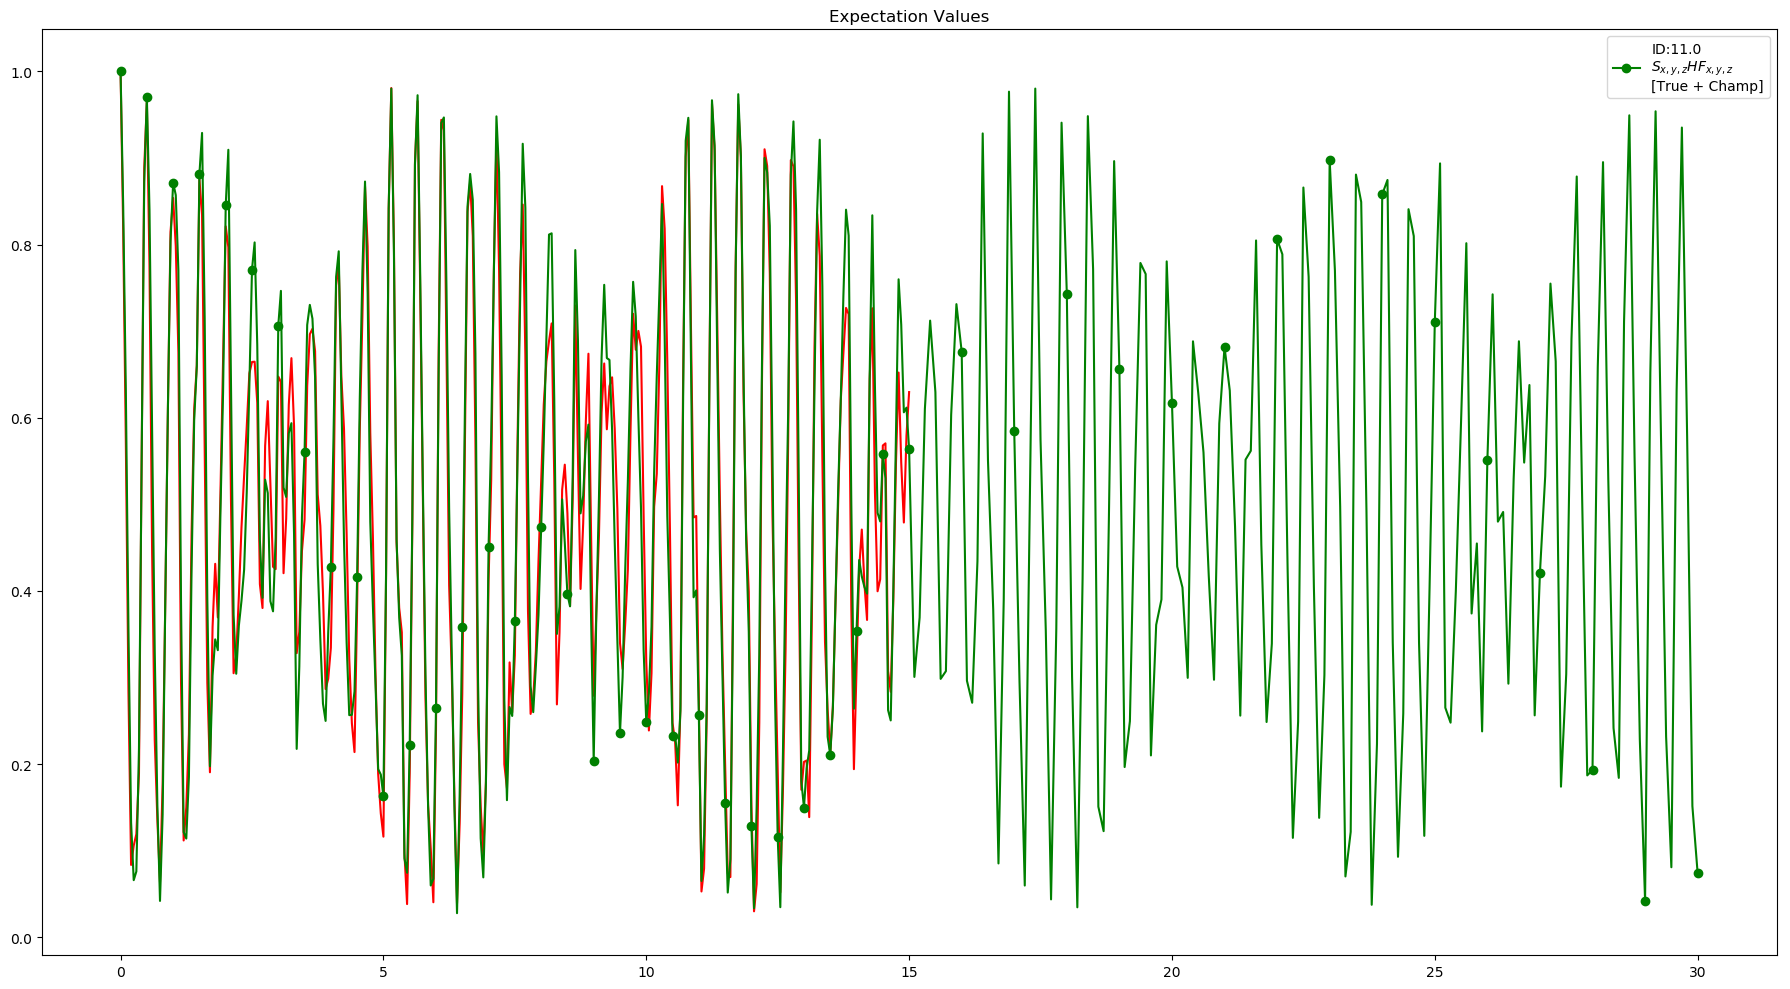 Expectation Values
ID:11.0
S_{x,y,z}HF_{x,y,z}
[True + Champ]
1.0
0.8
0.6
0.4
0.2
0.0
0 5 10 15 20 25 30